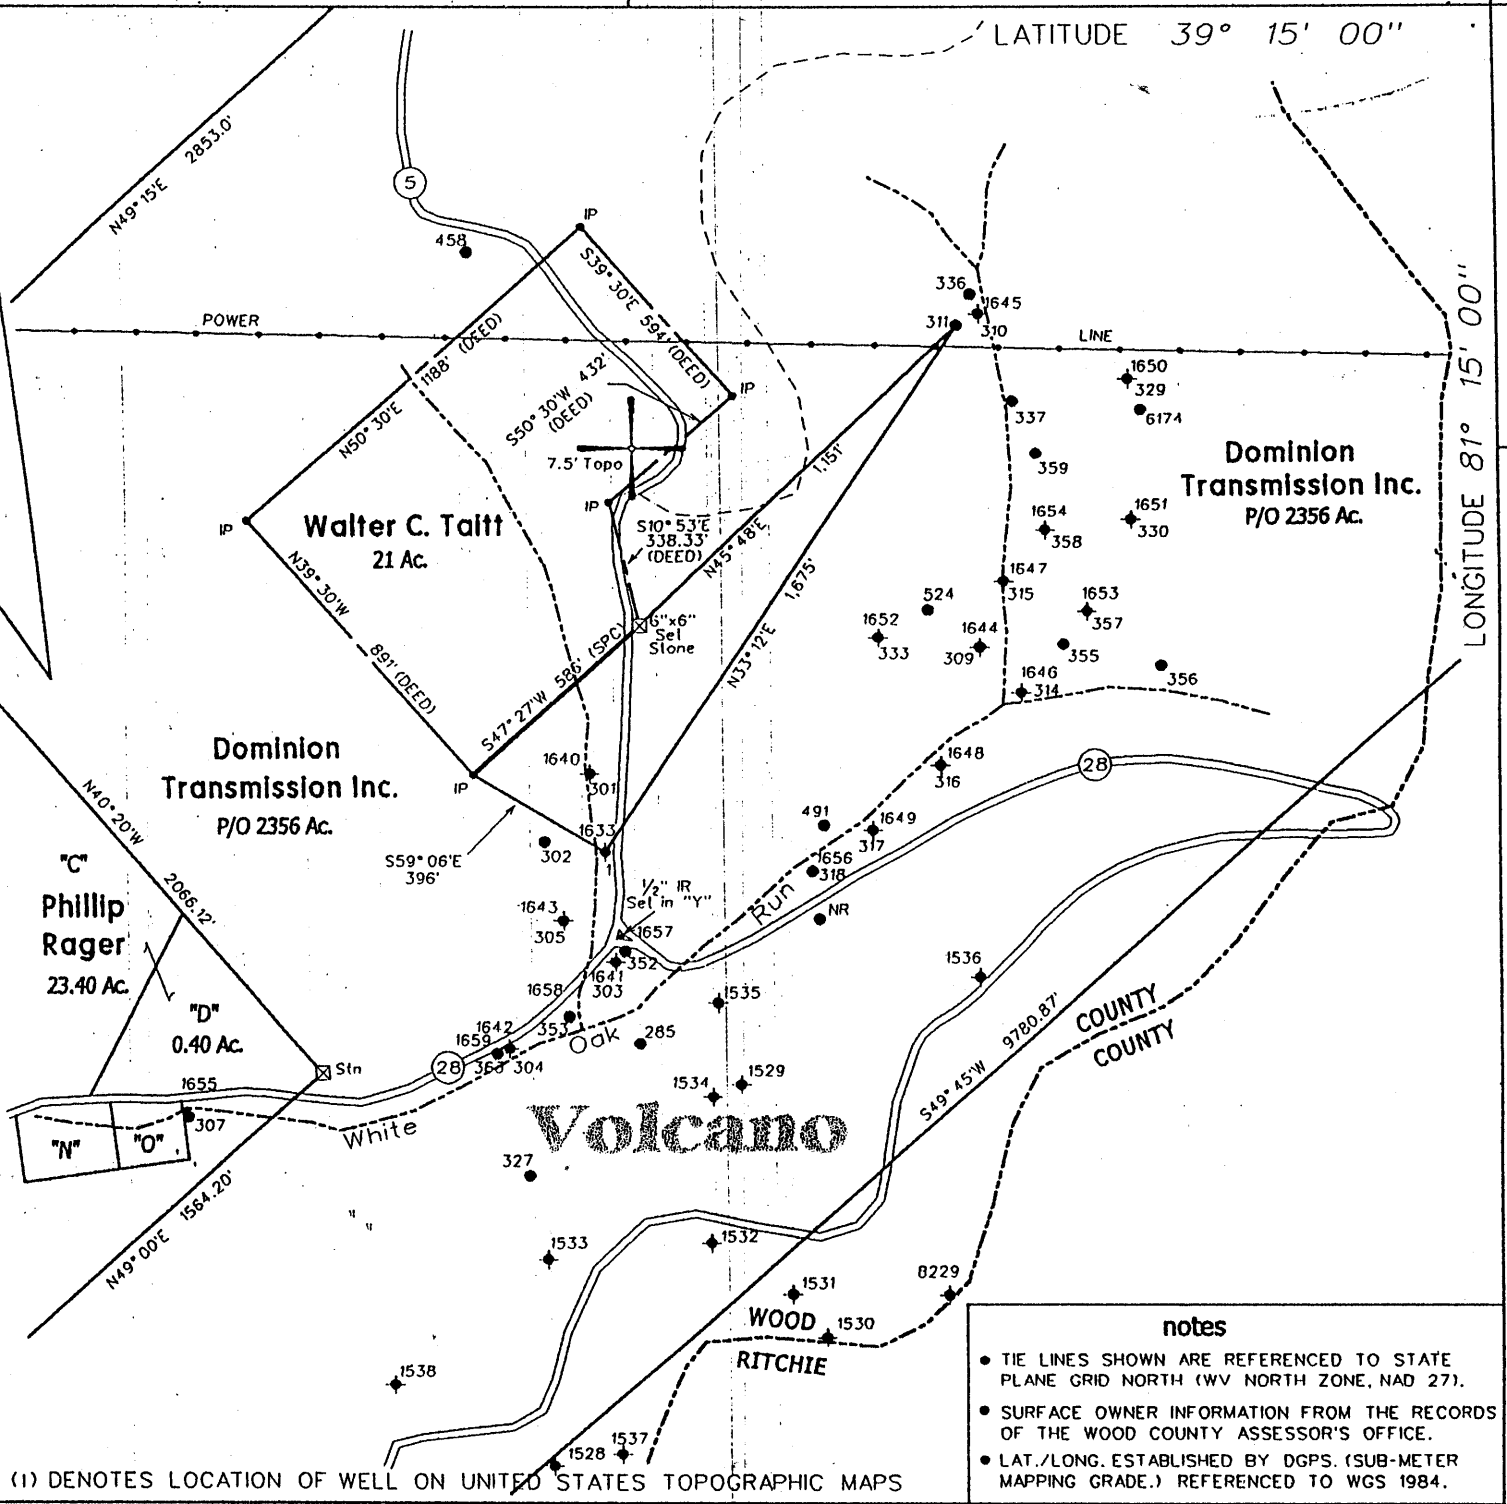 LATITUDE 39° 15' 00"
LONGITUDE 81° 15' 00"
N49° 15'E 2853.0'
5
458
IP
S39° 30'E 594' (DEED)
336
1645
311
310
POWER
LINE
1188' (DEED)
N50° 30'E
S50° 30'W 432'
(DEED)
IP
1650
329
337
6174
7.5' Topo
1,151'
359
Dominion
Transmission Inc.
P/O 2356 Ac.
IP
IP
Walter C. Taitt
21 Ac.
S10° 53'E
338.33'
(DEED)
N45° 48'E
1654
358
1651
330
N39° 30'W
891' (DEED)
1,675'
1647
315
524
1653
357
6"x6"
Set
Stone
1652
333
1644
309
355
356
N33° 12'E
1646
314
S47° 27'W 586' (SPC)
Dominion
Transmission Inc.
P/O 2356 Ac.
IP
1640
301
1648
316
28
N40° 20'W
2066.12'
491
1649
317
1633
1
302
S59° 06'E
396'
1656
318
"C"
Phillip
Rager
23.40 Ac.
1/2" IR
Set in "Y"
Run
NR
1643
305
1657
352
1641
303
1536
"D"
0.40 Ac.
1658
353
1535
COUNTY
COUNTY
9780.87'
S49° 45'W
1642
1659
363
304
Oak
285
Stn
28
1655
307
1534
1529
Volcano
White
"N"
"O"
327
N49° 00'E 1564.20'
1533
1532
1531
8229
WOOD
1530
RITCHIE
1538
1537
1528
notes
● TIE LINES SHOWN ARE REFERENCED TO STATE
PLANE GRID NORTH (WV NORTH ZONE, NAD 27).
● SURFACE OWNER INFORMATION FROM THE RECORDS
OF THE WOOD COUNTY ASSESSOR'S OFFICE.
● LAT./LONG. ESTABLISHED BY DGPS. (SUB-METER
MAPPING GRADE.) REFERENCED TO WGS 1984.
(1) DENOTES LOCATION OF WELL ON UNITED STATES TOPOGRAPHIC MAPS